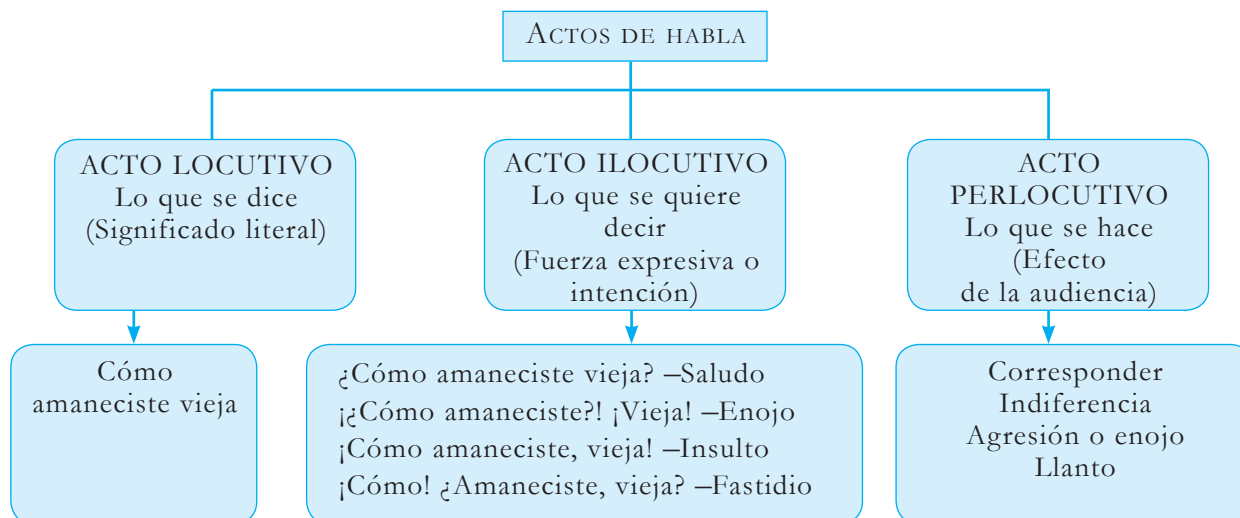 ACTOS DE HABLA
ACTO LOCUTIVO
Lo que se dice
(Significado literal)
ACTO ILOCUTIVO
Lo que se quiere
decir
(Fuerza expresiva o
intención)
ACTO
PERLOCUTIVO
Lo que se hace
(Efecto
de la audiencia)
Cómo
amaneciste vieja
¿Cómo amaneciste vieja? –Saludo
¡¿Cómo amaneciste?! ¡Vieja! –Enojo
¡Cómo amaneciste, vieja! –Insulto
¡Cómo! ¿Amaneciste, vieja? –Fastidio
Corresponder
Indiferencia
Agresión o enojo
Llanto